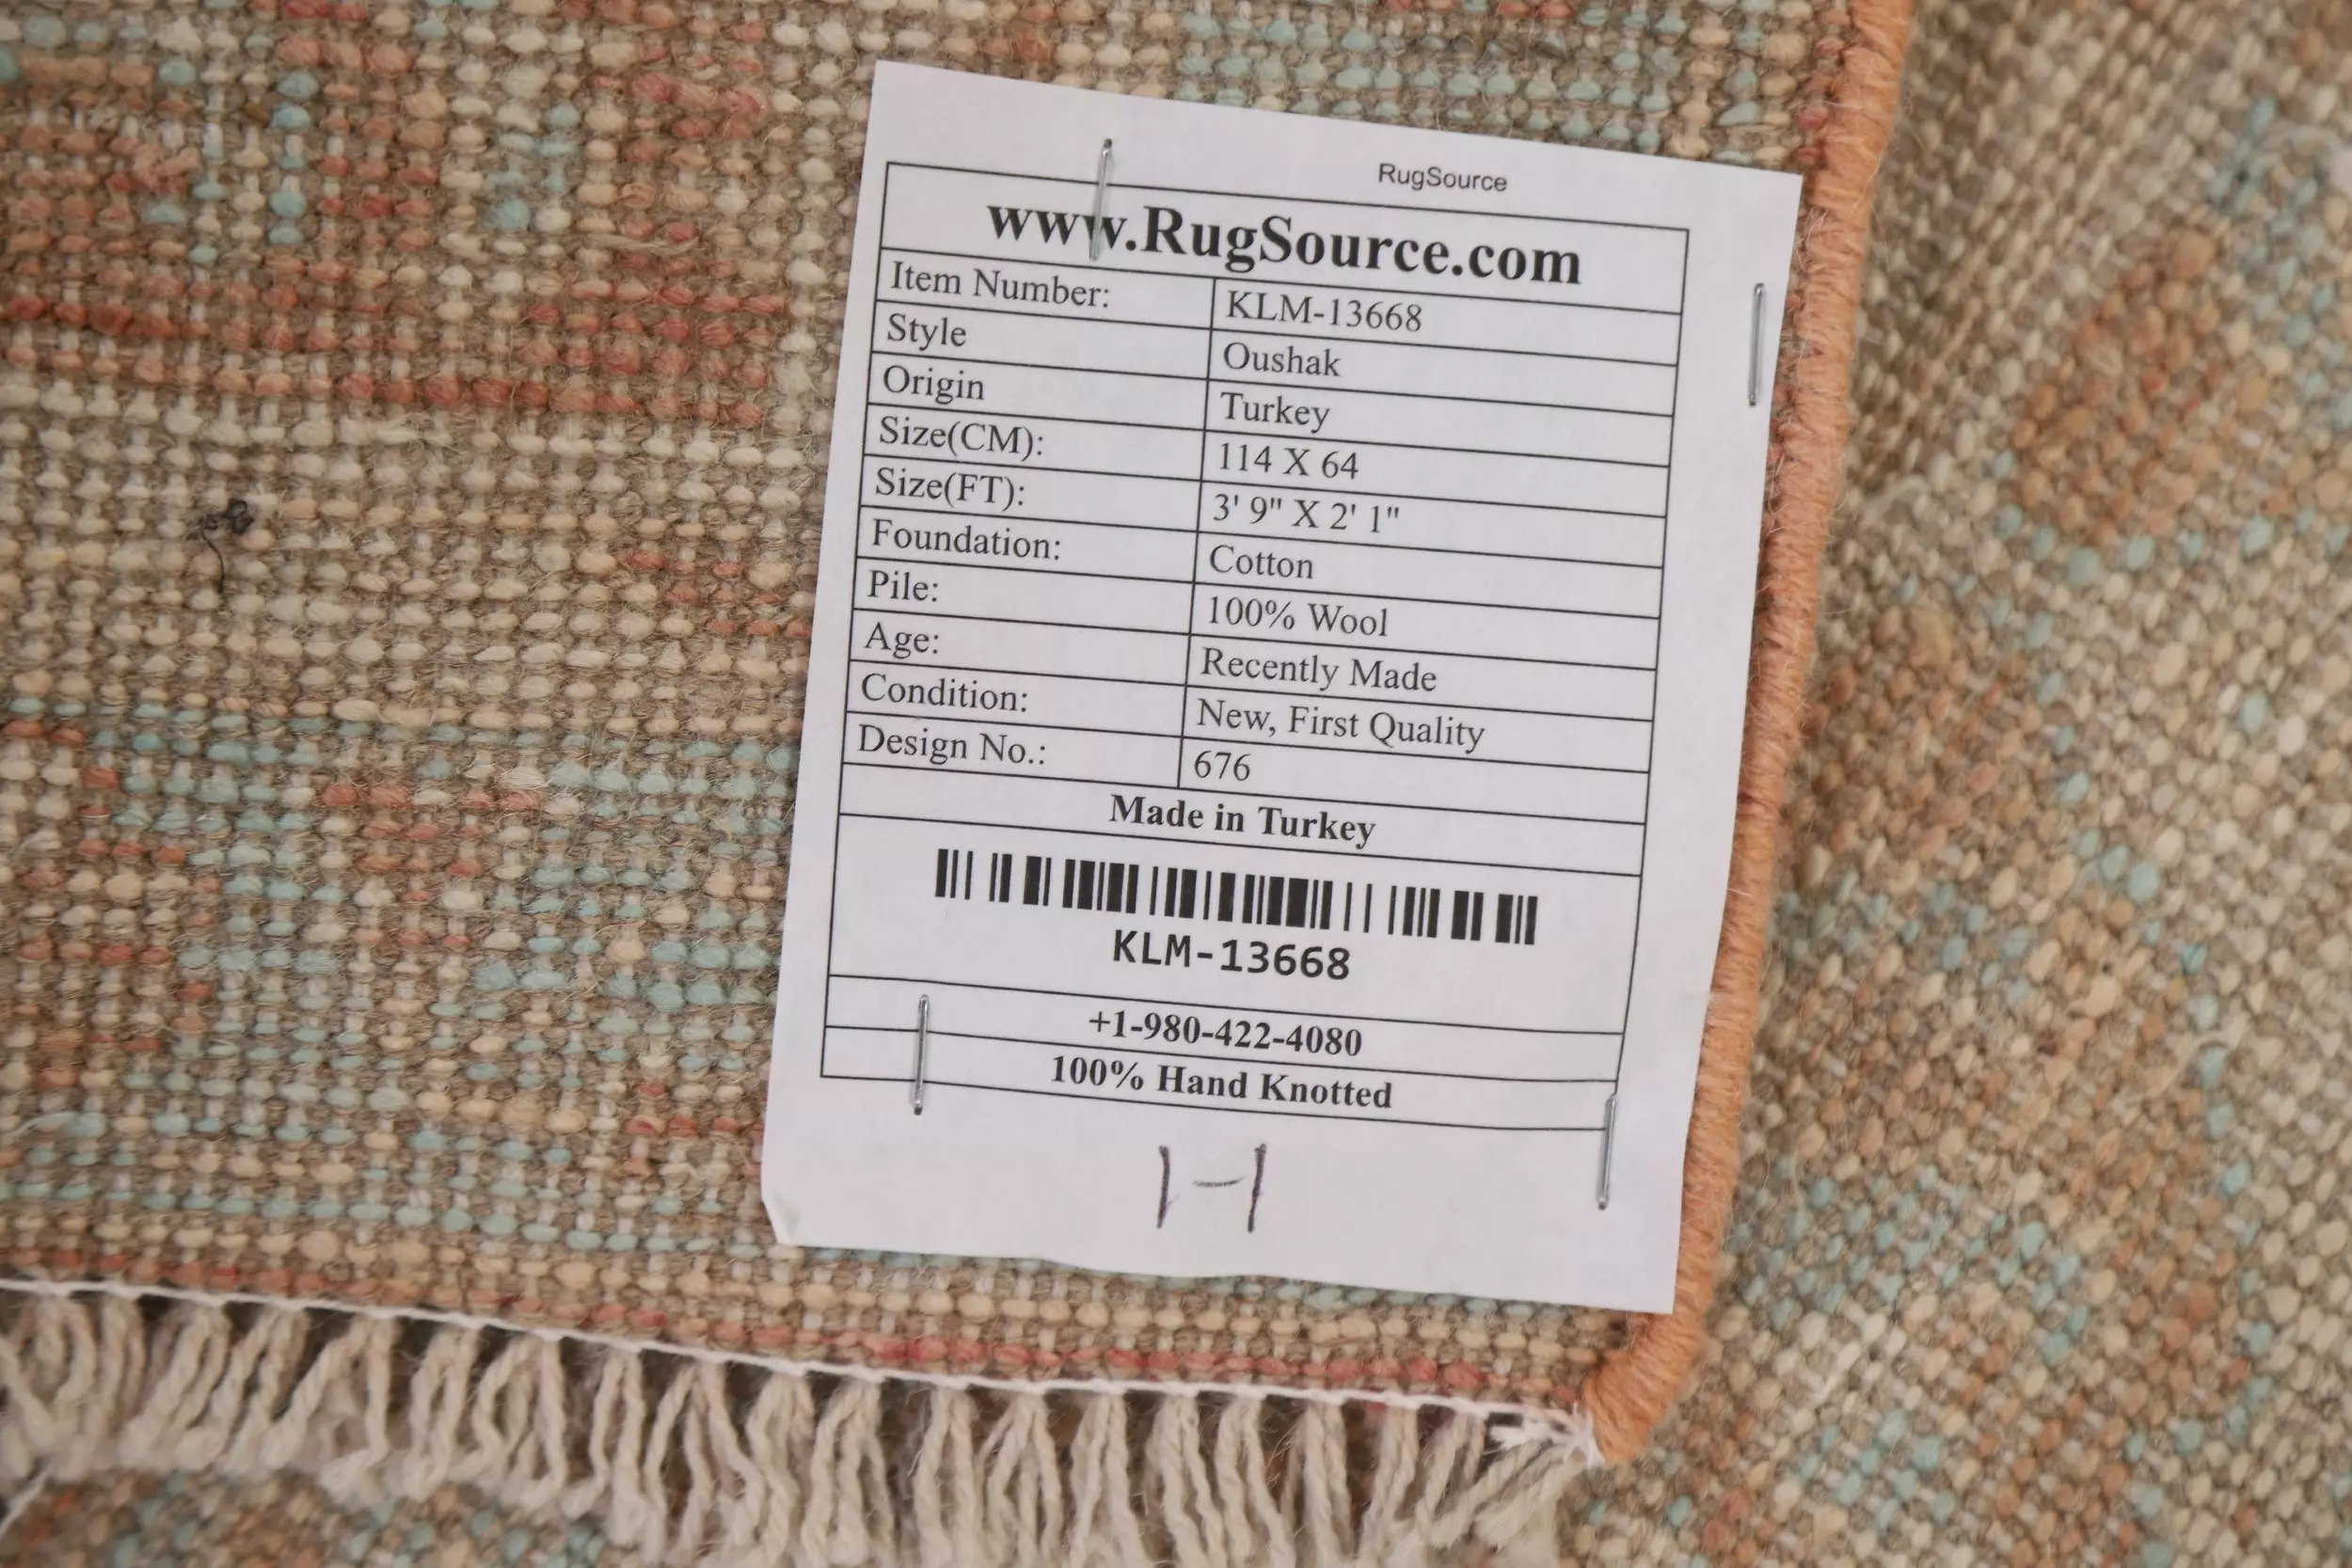 RugSource
www.RugSource.com
Item Number: KLM-13668
Style Oushak
Origin Turkey
Size(CM): 114 X 64
Size(FT): 3' 9" X 2' 1"
Foundation: Cotton
Pile: 100% Wool
Age: Recently Made
Condition: New, First Quality
Design No.: 676
Made in Turkey
KLM-13668
+1-980-422-4080
100% Hand Knotted
1-1